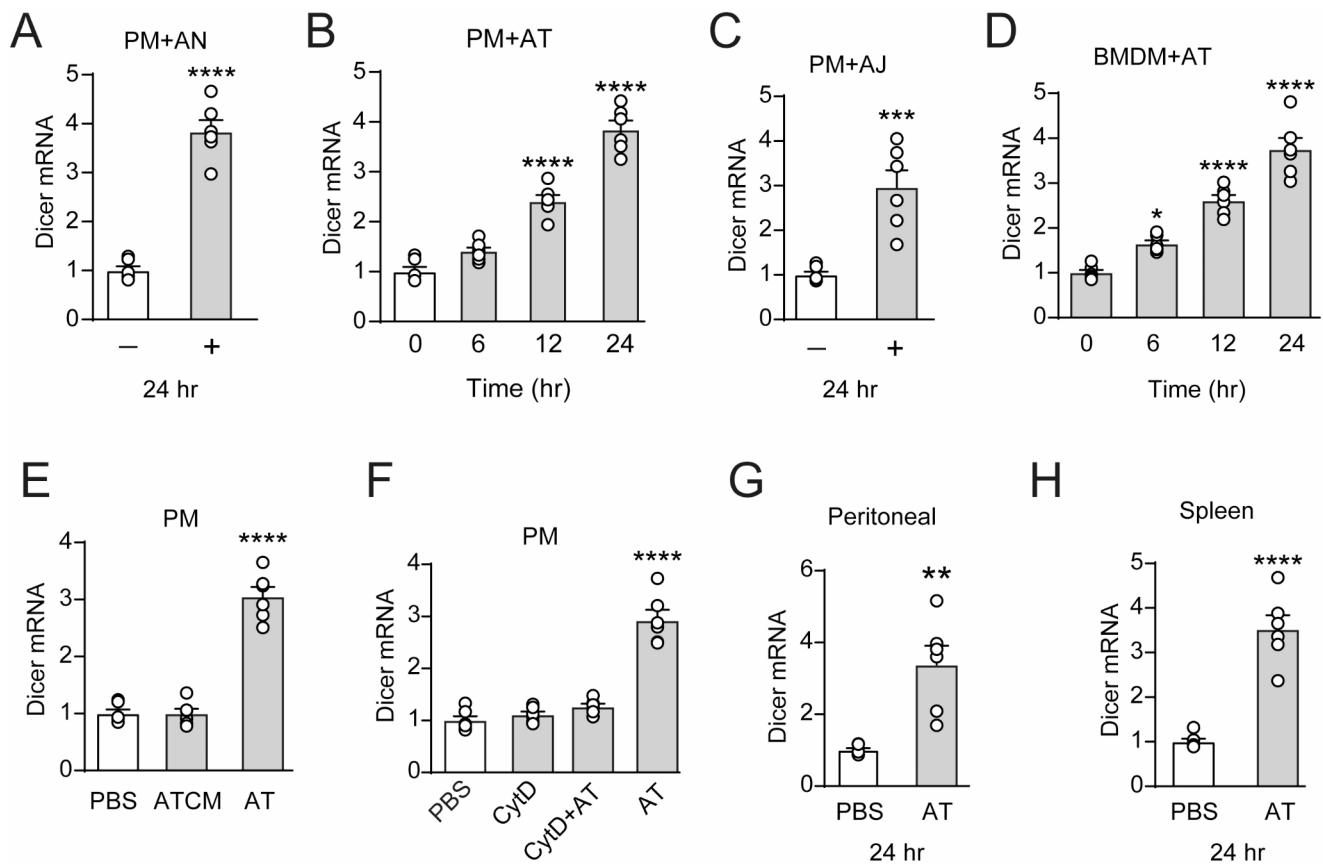 A
PM+AN
Dicer mRNA
5
4
3
2
1
0
****
— +
24 hr
B
PM+AT
Dicer mRNA
5
4
3
2
1
0
****
****
0 6 12 24
Time (hr)
C
PM+AJ
Dicer mRNA
5
4
3
2
1
0
***
— +
24 hr
D
BMDM+AT
Dicer mRNA
5
4
3
2
1
0
*
****
****
0 6 12 24
Time (hr)
E
PM
Dicer mRNA
4
3
2
1
0
****
PBS ATCM AT
F
PM
Dicer mRNA
4
3
2
1
0
****
PBS
CytD
CytD+AT
AT
G
Peritoneal
Dicer mRNA
6
4
2
0
**
PBS AT
24 hr
H
Spleen
Dicer mRNA
5
4
3
2
1
0
****
PBS AT
24 hr